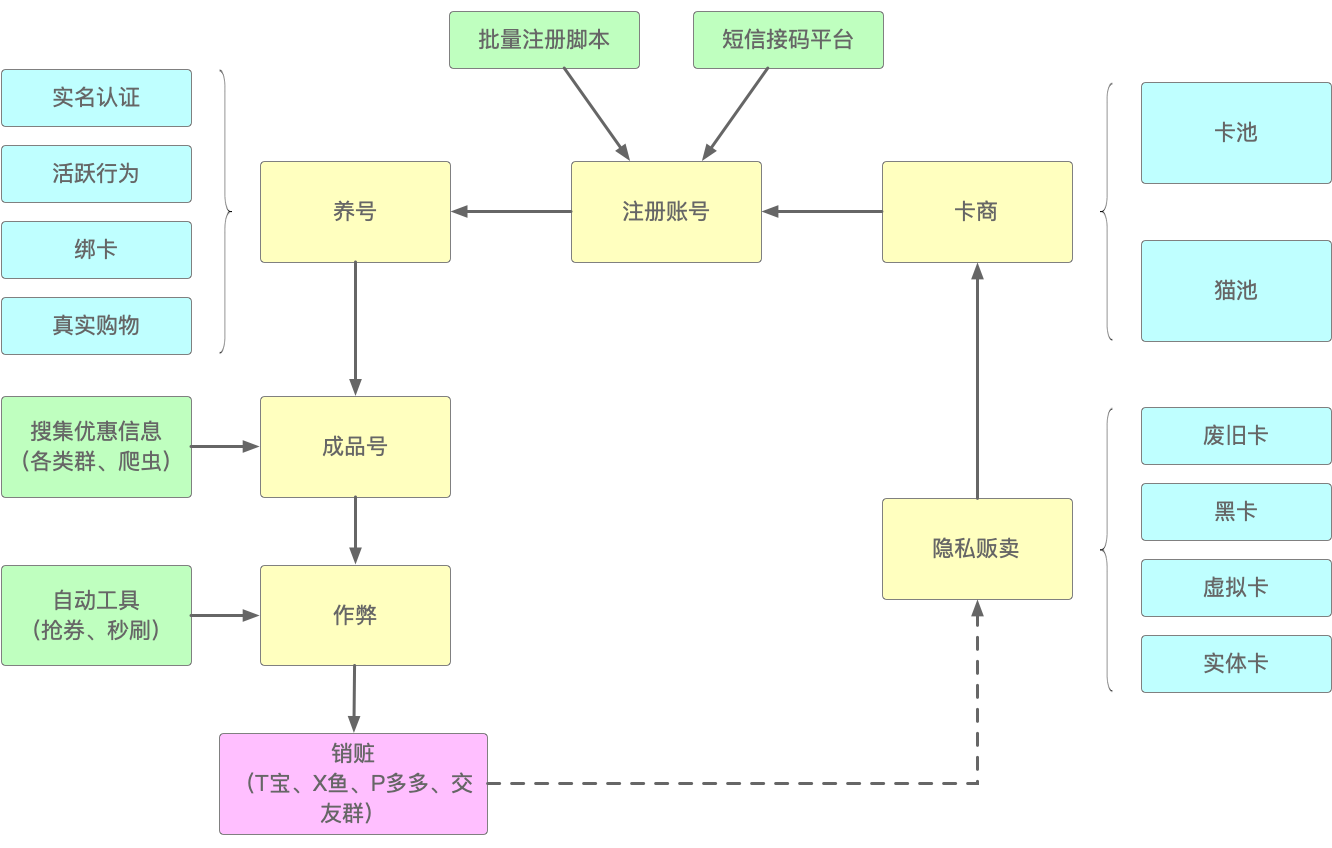 批量注册脚本
短信接码平台
实名认证
活跃行为
绑卡
真实购物
养号
注册账号
卡商
卡池
猫池
搜集优惠信息
（各类群、爬虫）
成品号
废旧卡
黑卡
虚拟卡
实体卡
隐私贩卖
自动工具
（抢券、秒刷）
作弊
销赃
（T宝、X鱼、P多多、交
友群）